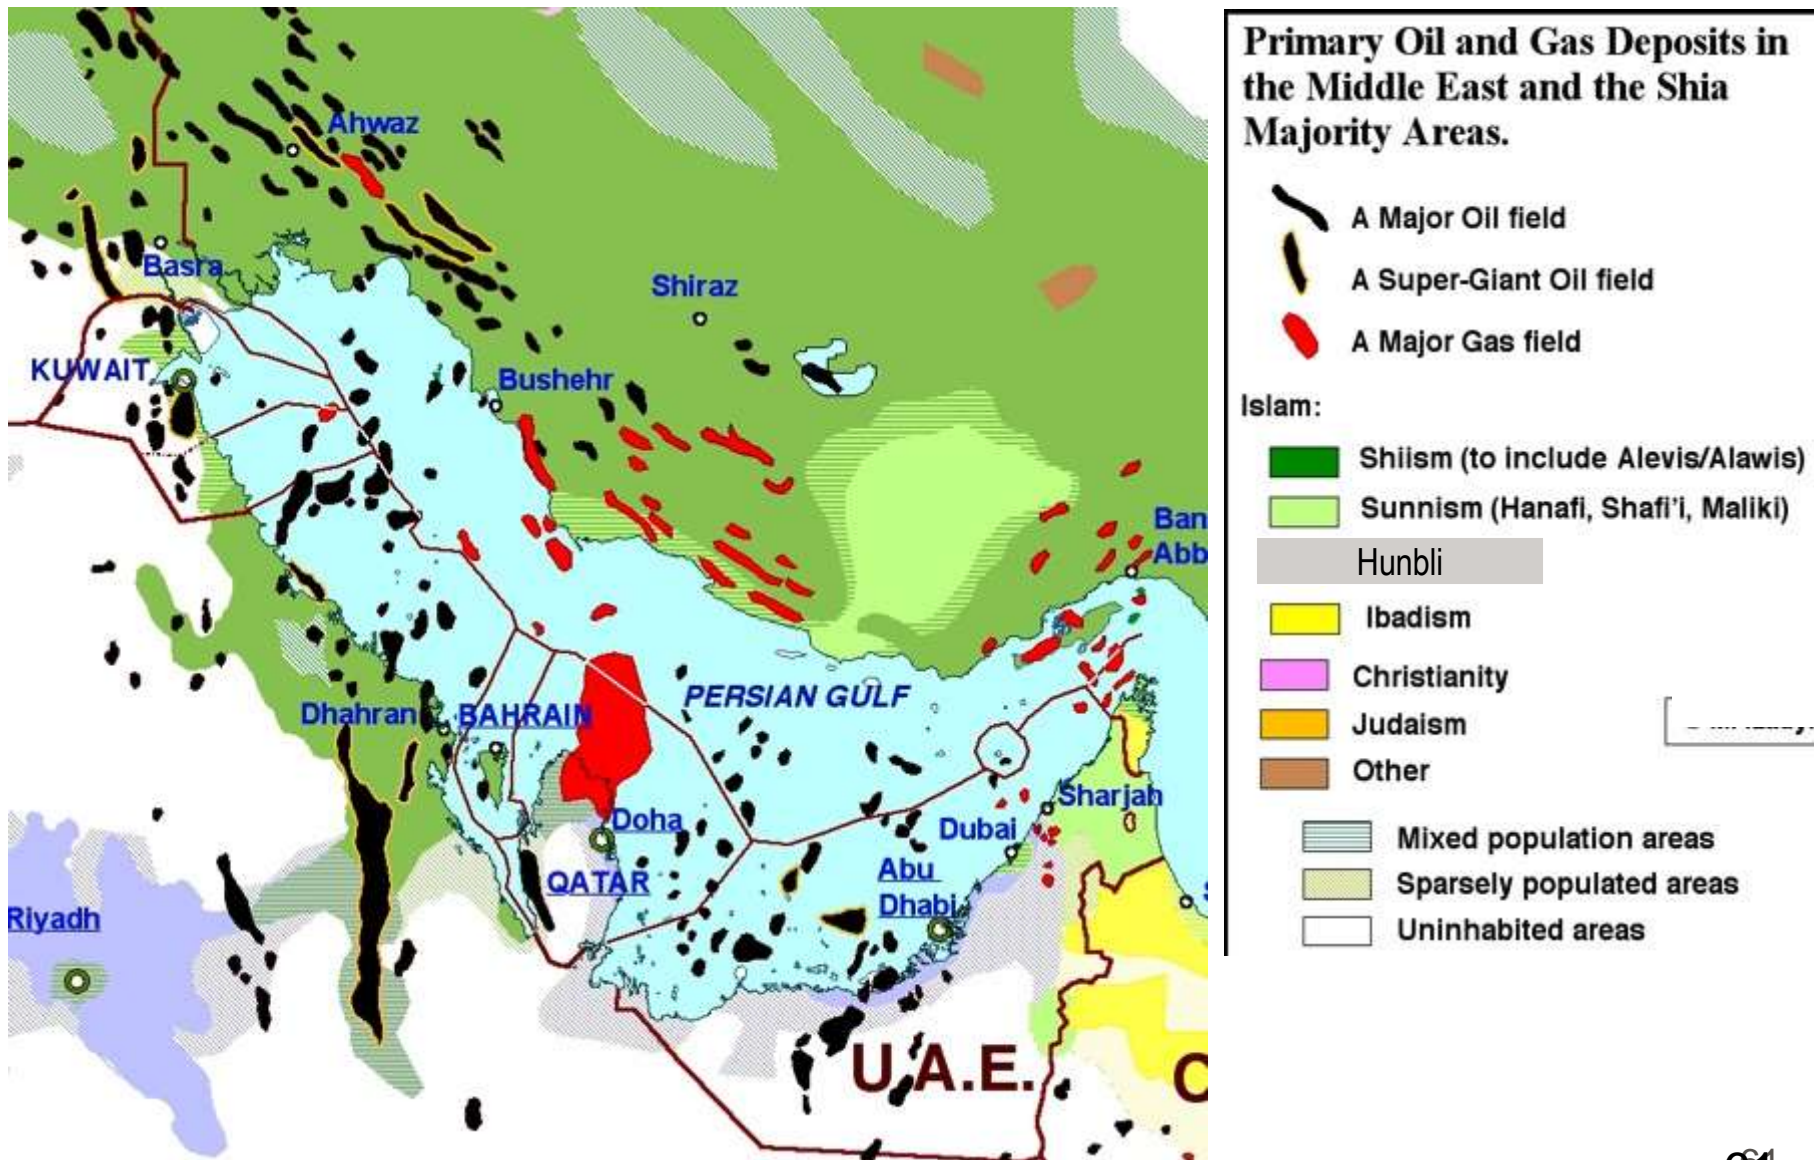 Ahwaz
Basra
Shiraz
KUWAIT
Bushehr
Ban
Abb
PERSIAN GULF
Dhahran
BAHRAIN
Doha
QATAR
Sharjah
Dubai
Abu
Dhabi
Riyadh
U.A.E.
Primary Oil and Gas Deposits in
the Middle East and the Shia
Majority Areas.
A Major Oil field
A Super-Giant Oil field
A Major Gas field
Islam:
Shiism (to include Alevis/Alawis)
Sunnism (Hanafi, Shafi'i, Maliki)
Hunbli
Ibadism
Christianity
Judaism
Other
Mixed population areas
Sparsely populated areas
Uninhabited areas